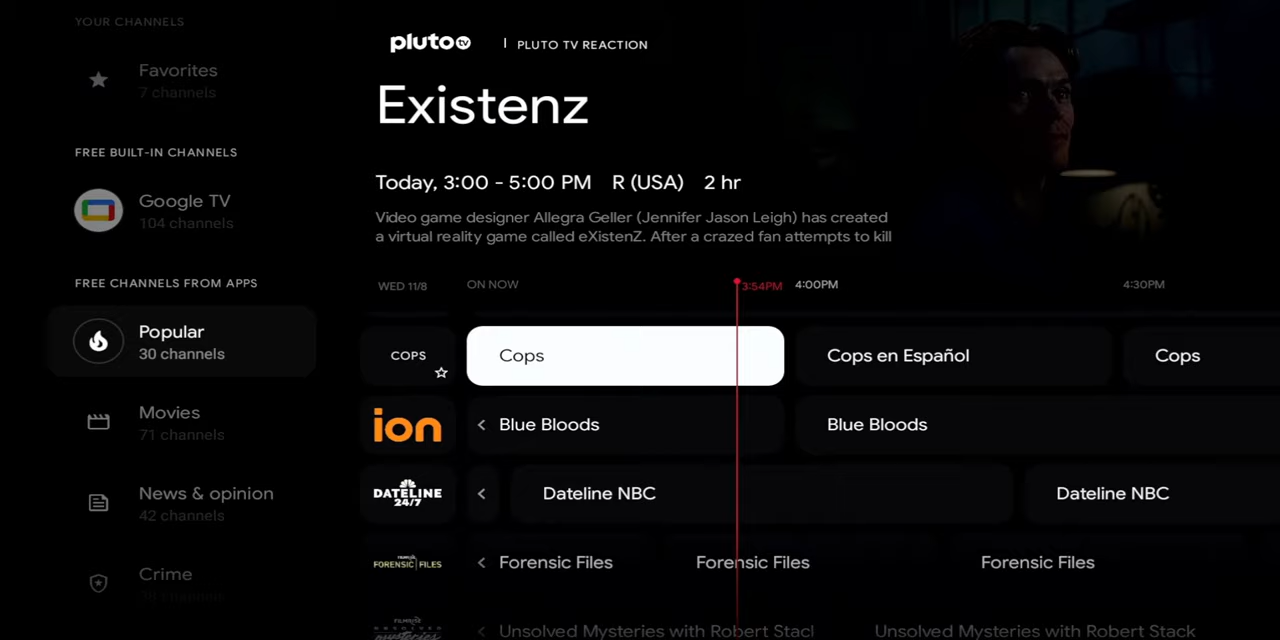 YOUR CHANNELS
Favorites
7 channels
FREE BUILT-IN CHANNELS
Google TV
104 channels
FREE CHANNELS FROM APPS
Popular
30 channels
Movies
71 channels
News & opinion
42 channels
Crime
pluto tv
PLUTO TV REACTION
Existenz
Today, 3:00 - 5:00 PM R (USA) 2 hr
Video game designer Allegra Geller (Jennifer Jason Leigh) has created
a virtual reality game called eXistenZ. After a crazed fan attempts to kill
WED 11/8 ON NOW 3:54PM 4:00PM 4:30PM
COPS Cops Cops en Español Cops
ion Blue Bloods Blue Bloods
DATELINE 24/7 Dateline NBC Dateline NBC
FORENSIC FILES Forensic Files Forensic Files Forensic Files
Unsolved Mysteries with Robert Stack Unsolved Mysteries with Robert Stack